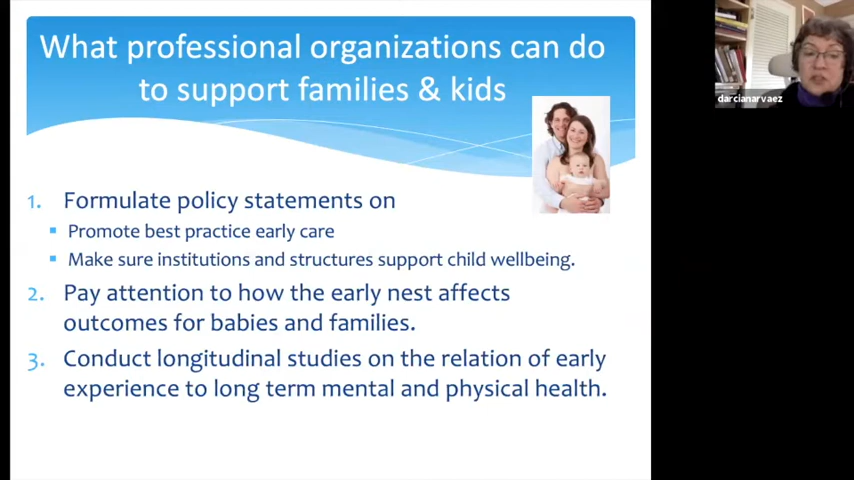 What professional organizations can do
to support families & kids
darcianarvaez
1. Formulate policy statements on
▪ Promote best practice early care
▪ Make sure institutions and structures support child wellbeing.
2. Pay attention to how the early nest affects
outcomes for babies and families.
3. Conduct longitudinal studies on the relation of early
experience to long term mental and physical health.